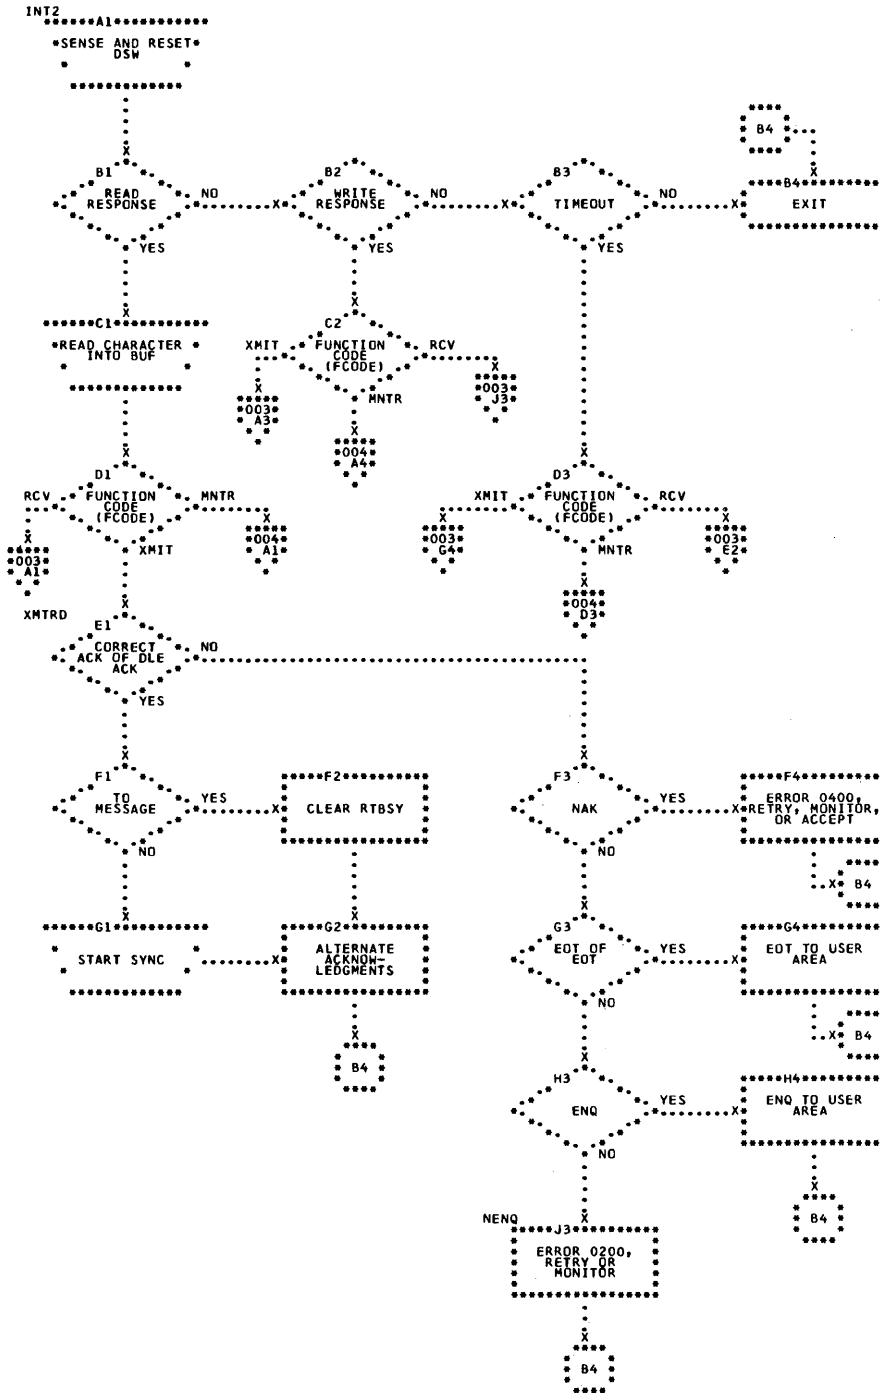 INT2
A1
SENSE AND RESET
DSW
B4
B1
READ
RESPONSE
NO
YES
B2
WRITE
RESPONSE
NO
YES
B3
TIMEOUT
NO
YES
B4
EXIT
C1
READ CHARACTER
INTO BUF
C2
FUNCTION
CODE
(FCODE)
XMIT
RCV
MNTR
003
A3
004
A4
003
J3
D1
FUNCTION
CODE
(FCODE)
RCV
MNTR
XMIT
003
A1
004
A1
D3
FUNCTION
CODE
(FCODE)
XMIT
RCV
MNTR
003
G4
004
D3
003
E2
XMTRD
E1
CORRECT
ACK OF DLE
ACK
NO
YES
F1
TO
MESSAGE
YES
NO
F2
CLEAR RTBSY
F3
NAK
YES
NO
F4
ERROR 0400,
RETRY, MONITOR,
OR ACCEPT
B4
G1
START SYNC
G2
ALTERNATE
ACKNOW-
LEDGMENTS
B4
G3
EOT OF
EOT
YES
NO
G4
EOT TO USER
AREA
B4
H3
ENQ
YES
NO
H4
ENQ TO USER
AREA
B4
NENQ
J3
ERROR 0200,
RETRY OR
MONITOR
B4